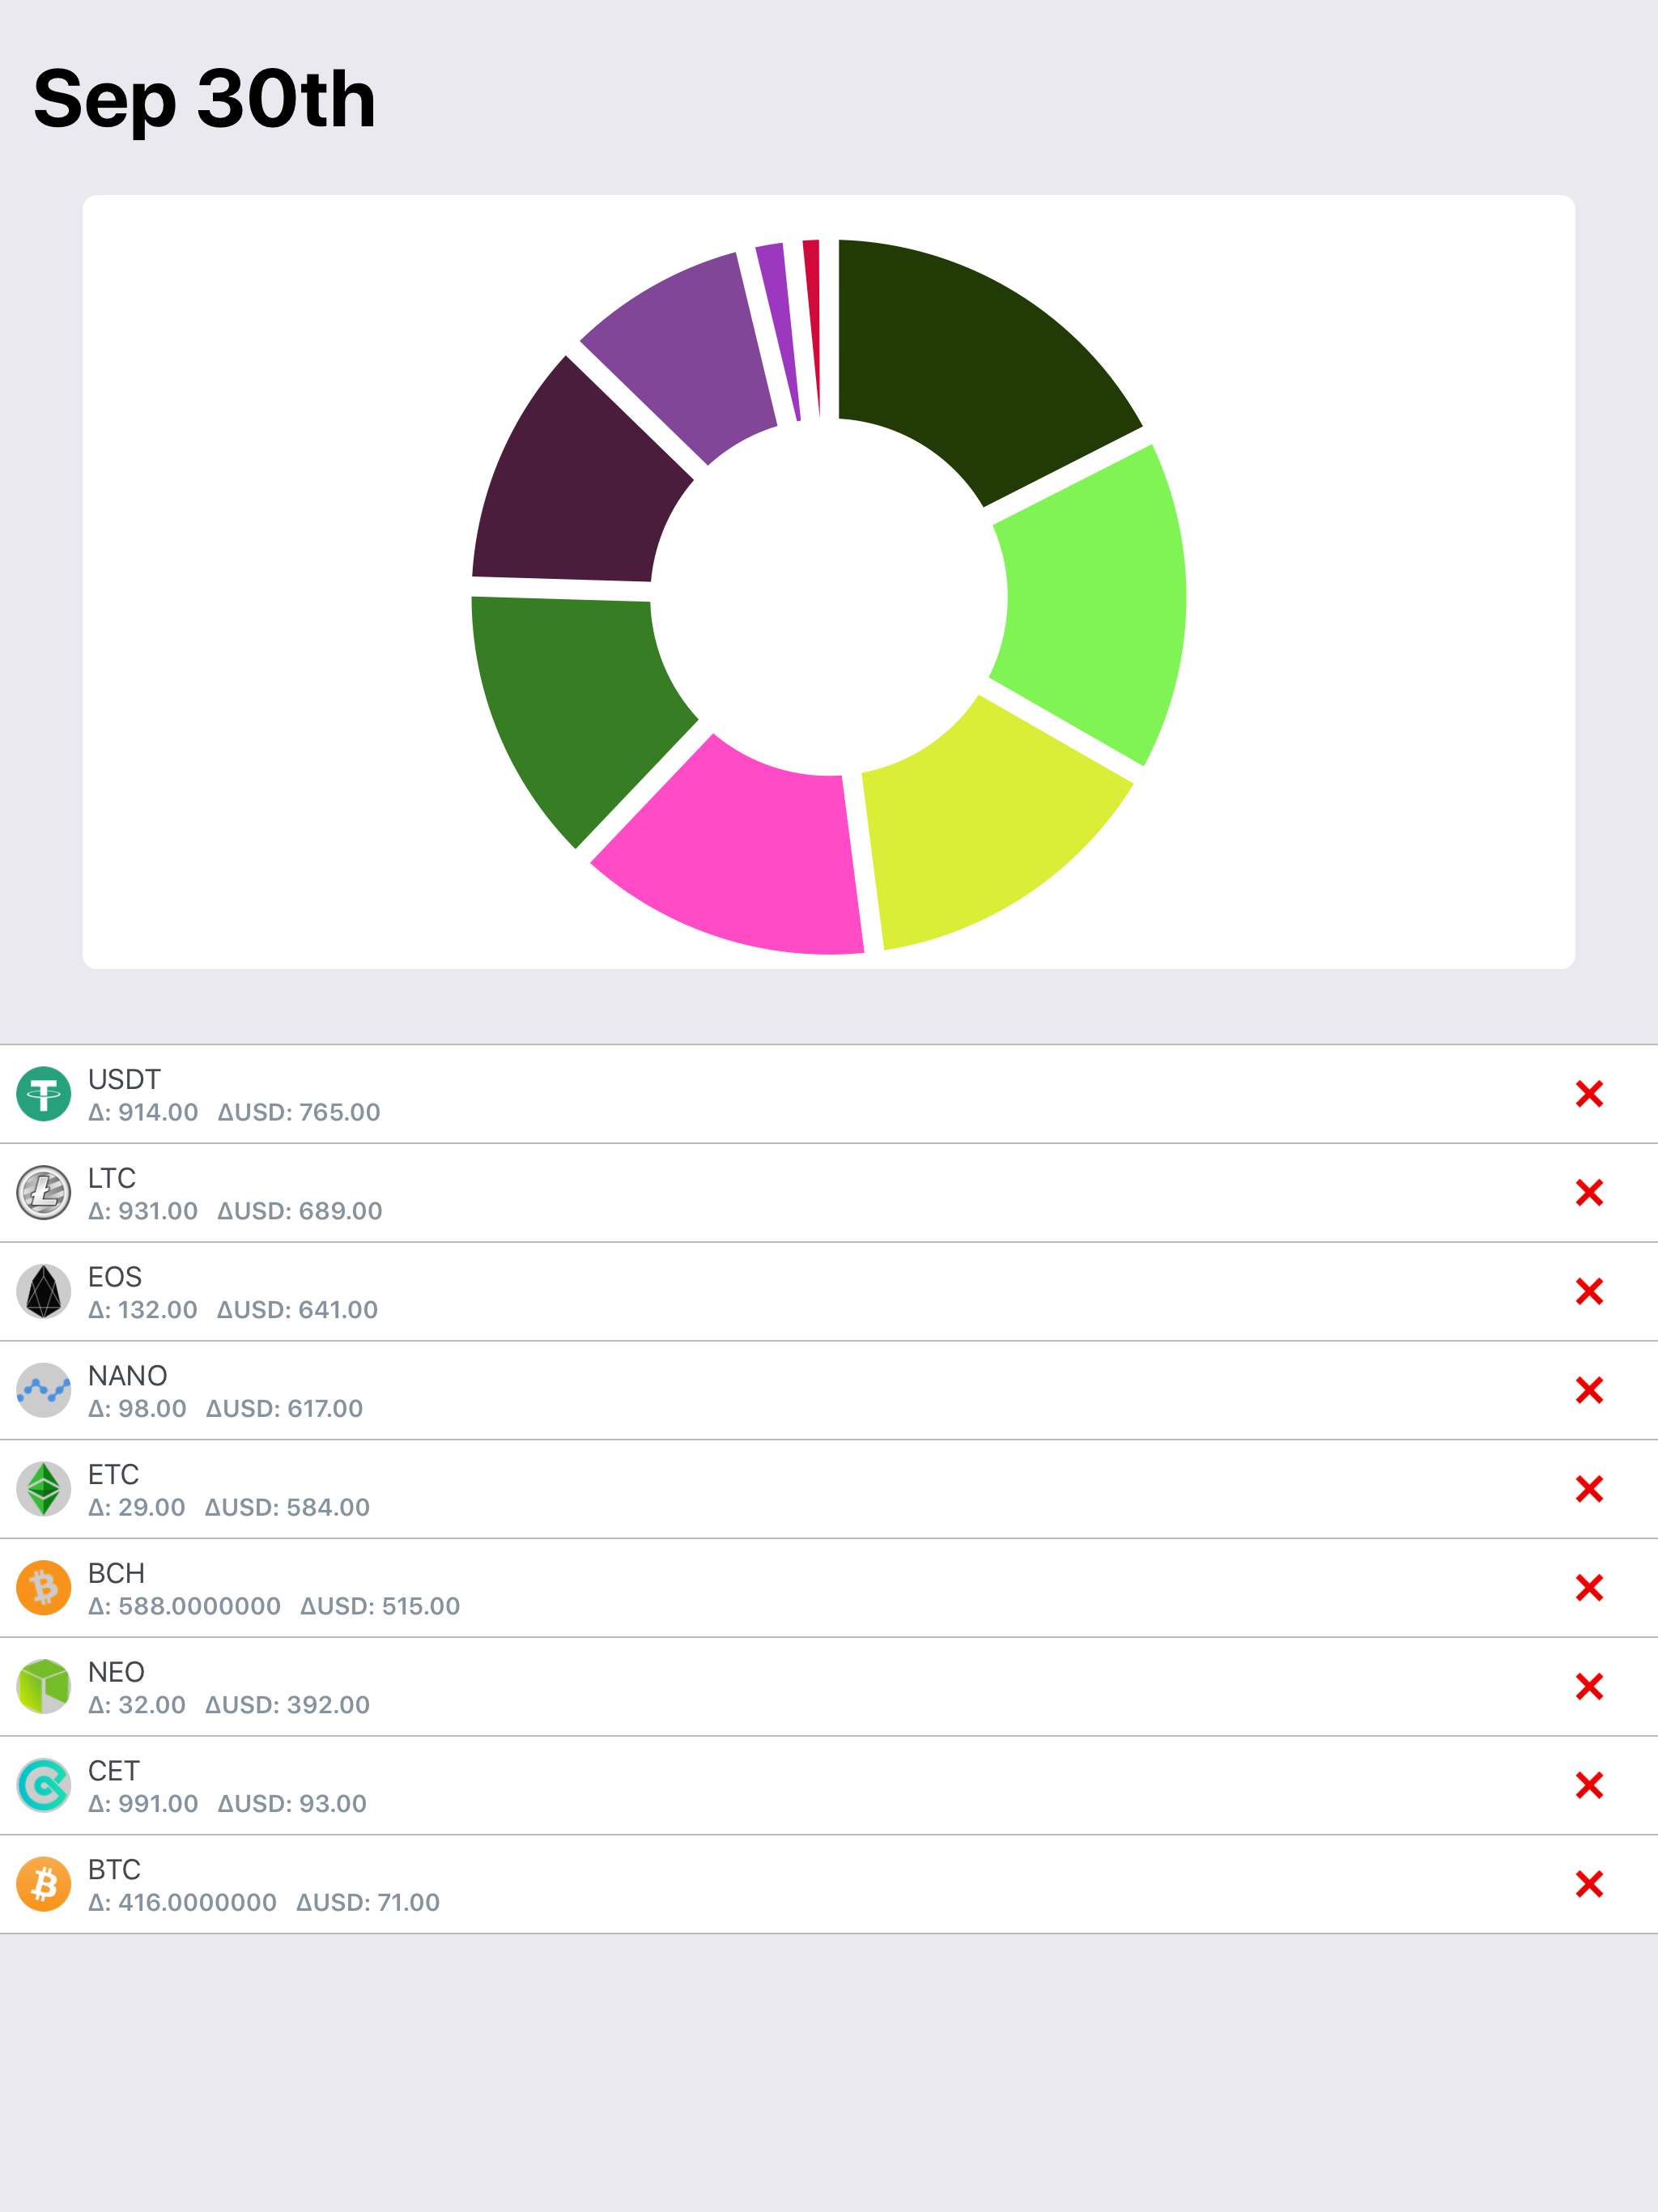 Sep 30th
USDT
Δ: 914.00 ΔUSD: 765.00
LTC
Δ: 931.00 ΔUSD: 689.00
EOS
Δ: 132.00 ΔUSD: 641.00
NANO
Δ: 98.00 ΔUSD: 617.00
ETC
Δ: 29.00 ΔUSD: 584.00
BCH
Δ: 588.0000000 ΔUSD: 515.00
NEO
Δ: 32.00 ΔUSD: 392.00
CET
Δ: 991.00 ΔUSD: 93.00
BTC
Δ: 416.0000000 ΔUSD: 71.00